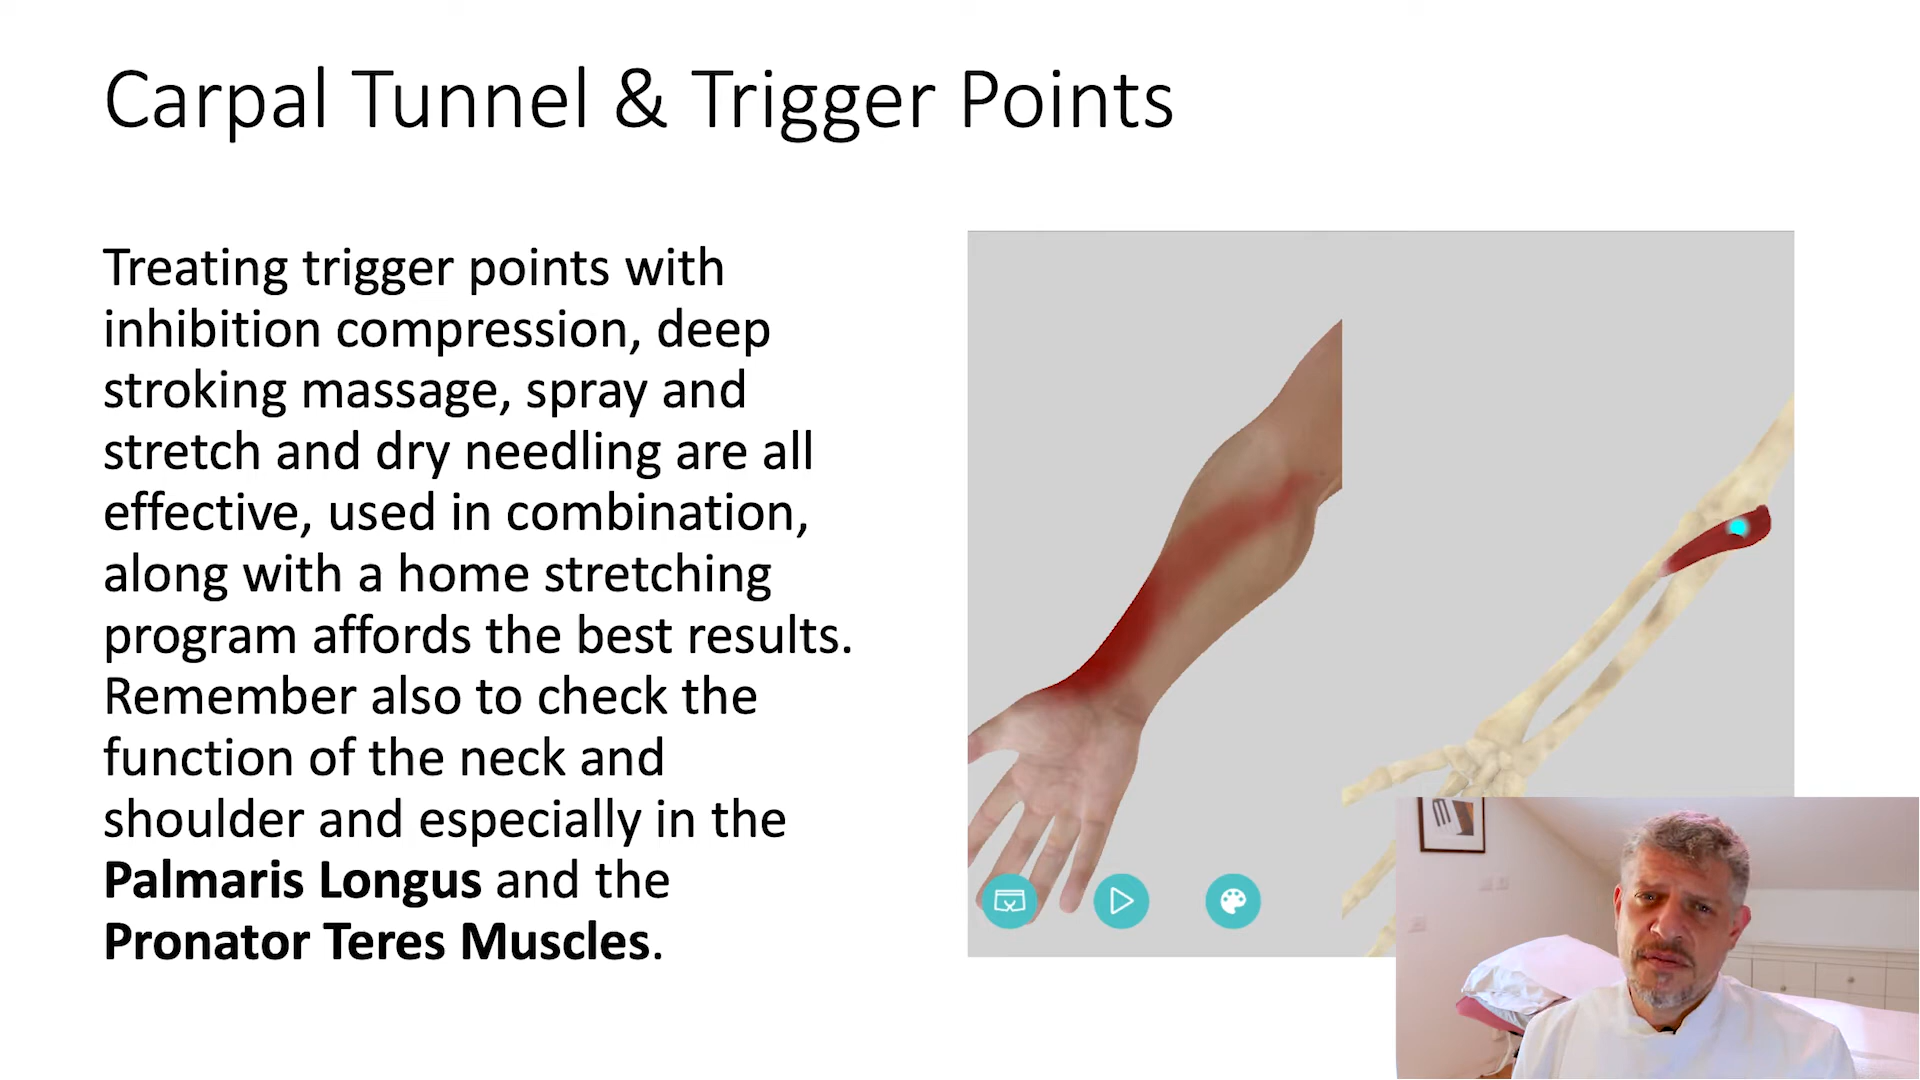 Carpal Tunnel & Trigger Points
Treating trigger points with
inhibition compression, deep
stroking massage, spray and
stretch and dry needling are all
effective, used in combination,
along with a home stretching
program affords the best results.
Remember also to check the
function of the neck and
shoulder and especially in the
Palmaris Longus and the
Pronator Teres Muscles.